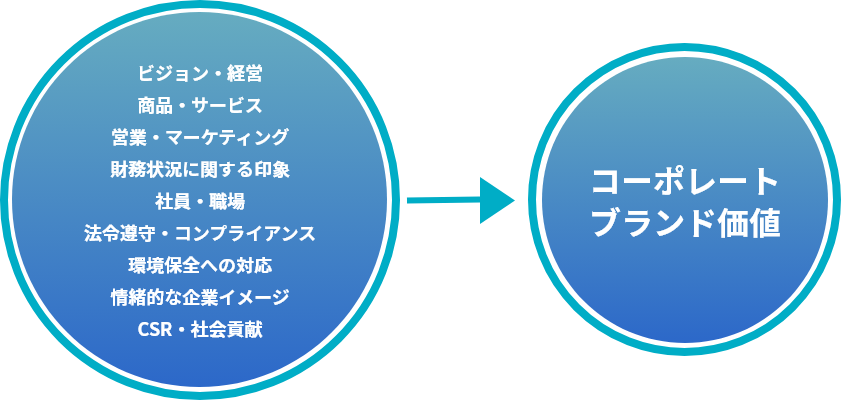 ビジョン・経営
商品・サービス
営業・マーケティング
財務状況に関する印象
社員・職場
法令遵守・コンプライアンス
環境保全への対応
情緒的な企業イメージ
CSR・社会貢献
コーポレート
ブランド価値